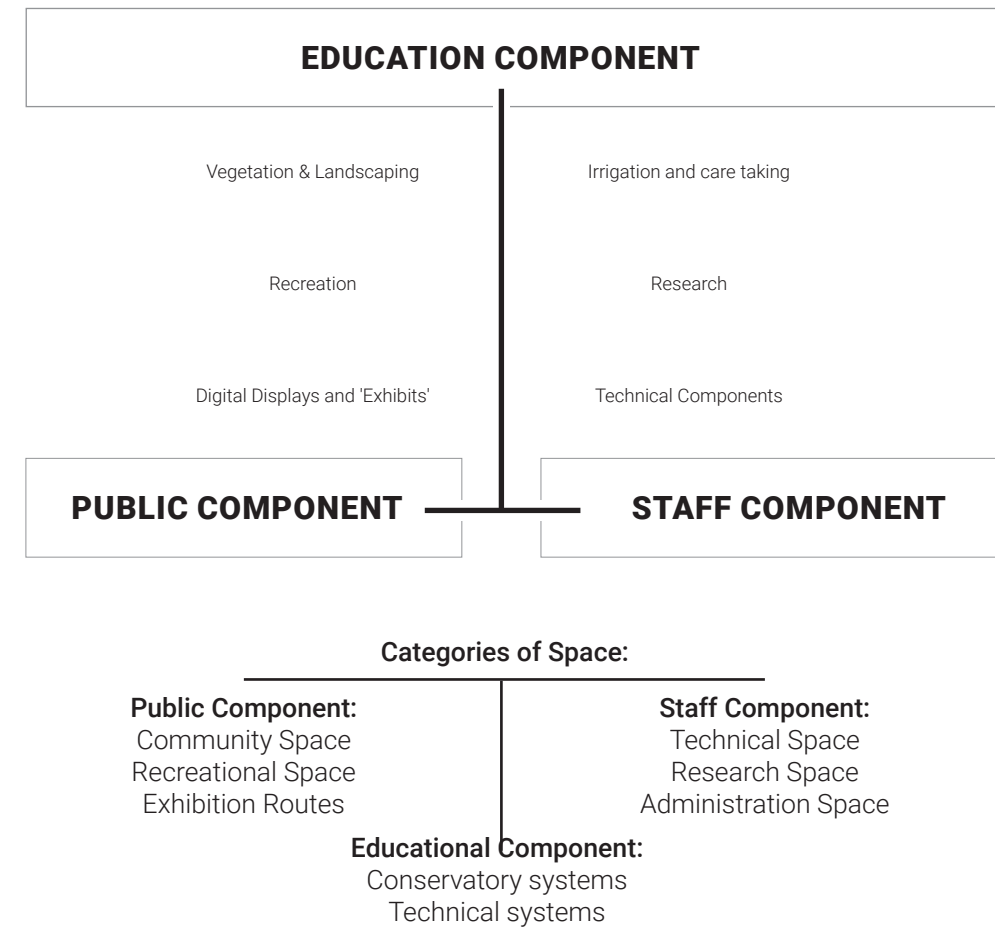 EDUCATION COMPONENT
Vegetation & Landscaping
Irrigation and care taking
Recreation
Research
Digital Displays and 'Exhibits'
Technical Components
PUBLIC COMPONENT
STAFF COMPONENT
Categories of Space:
Public Component:
Community Space
Recreational Space
Exhibition Routes
Staff Component:
Technical Space
Research Space
Administration Space
Educational Component:
Conservatory systems
Technical systems